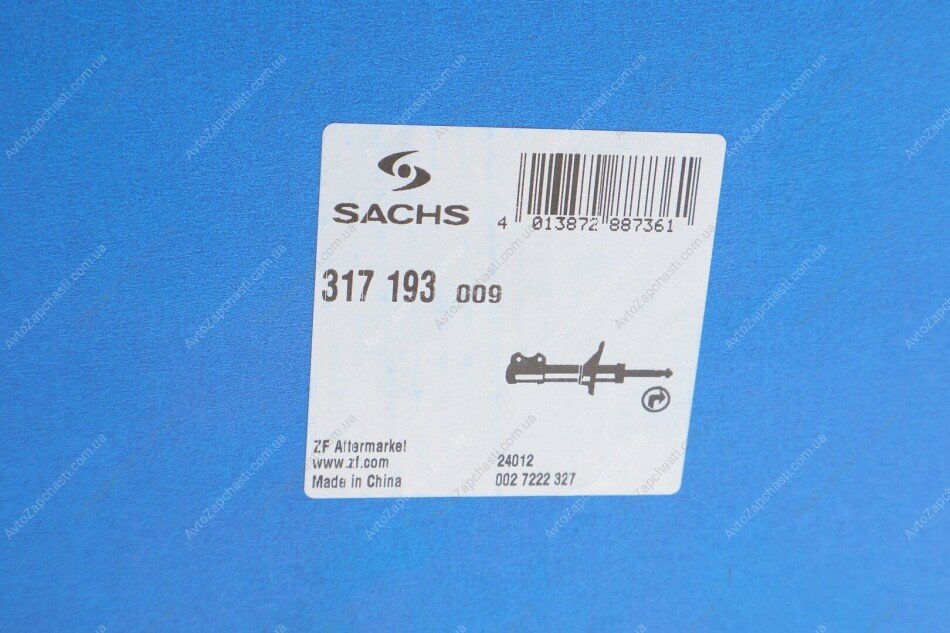 SACHS
4 013872 887361
317 193 009
ZF Aftermarket
www.zf.com
Made in China
24012
002 7222 327
AvtoZapchasti.com.ua